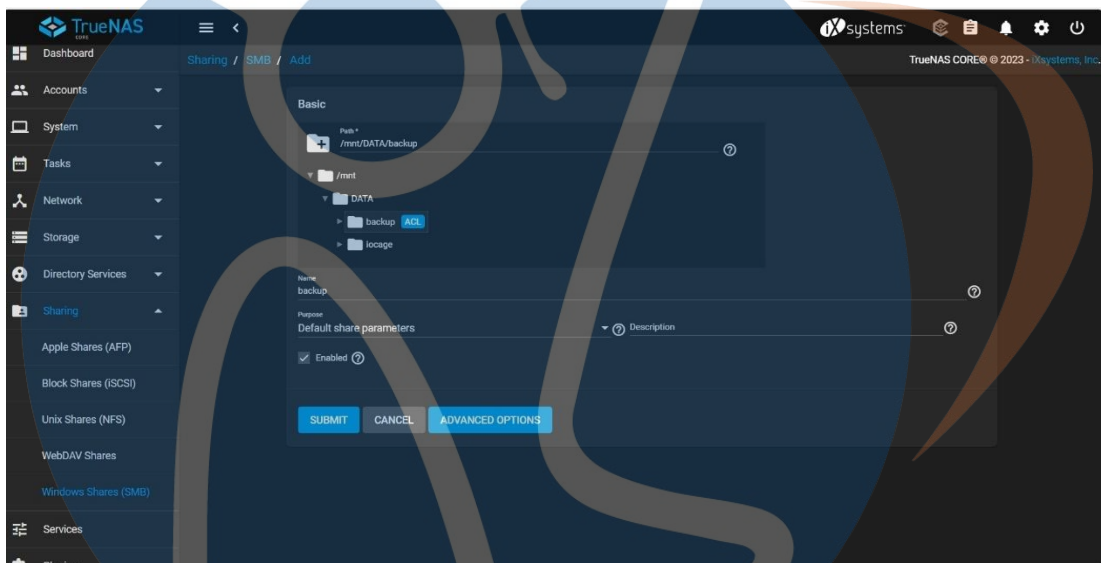 TrueNAS
CORE
iXsystems
Dashboard
Sharing / SMB / Add
TrueNAS CORE® © 2023 - iXsystems, Inc.
Accounts
System
Tasks
Network
Storage
Directory Services
Sharing
Apple Shares (AFP)
Block Shares (iSCSI)
Unix Shares (NFS)
WebDAV Shares
Windows Shares (SMB)
Services
Basic
Path *
/mnt/DATA/backup
/mnt
DATA
backup ACL
iocage
Name
backup
Purpose
Default share parameters
Description
Enabled
SUBMIT CANCEL ADVANCED OPTIONS